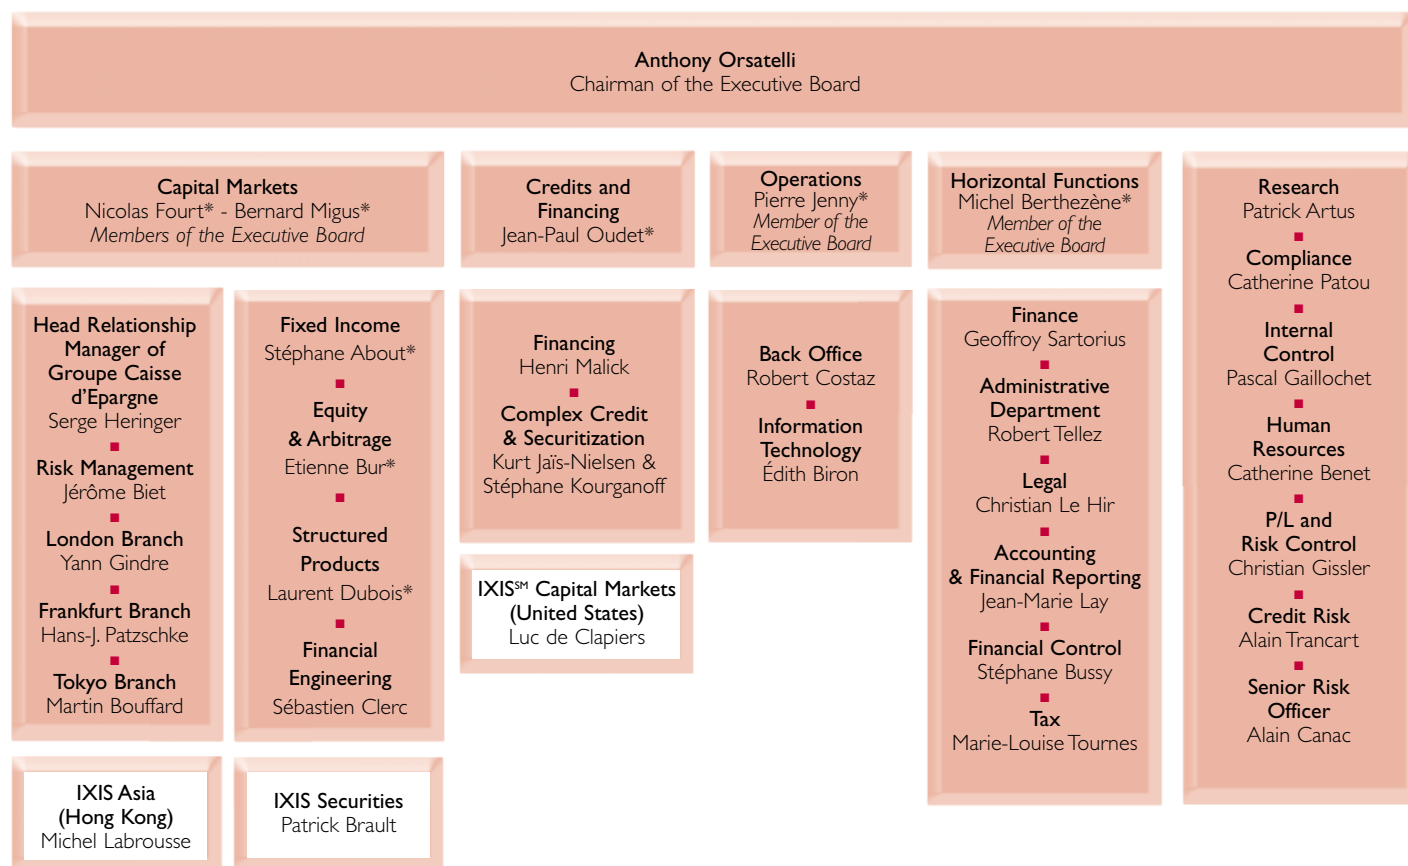 Anthony Orsatelli
Chairman of the Executive Board
Capital Markets
Nicolas Fourt* - Bernard Migus*
Members of the Executive Board
Credits and
Financing
Jean-Paul Oudet*
Operations
Pierre Jenny*
Member of the
Executive Board
Horizontal Functions
Michel Berthezène*
Member of the
Executive Board
Research
Patrick Artus
Compliance
Catherine Patou
Internal
Control
Pascal Gaillochet
Human
Resources
Catherine Benet
P/L and
Risk Control
Christian Gissler
Credit Risk
Alain Trancart
Senior Risk
Officer
Alain Canac
Head Relationship
Manager of
Groupe Caisse
d'Epargne
Serge Heringer
Risk Management
Jérôme Biet
London Branch
Yann Gindre
Frankfurt Branch
Hans-J. Patzschke
Tokyo Branch
Martin Bouffard
Fixed Income
Stéphane About*
Equity
& Arbitrage
Etienne Bur*
Structured
Products
Laurent Dubois*
Financial
Engineering
Sébastien Clerc
Financing
Henri Malick
Complex Credit
& Securitization
Kurt Jaïs-Nielsen &
Stéphane Kourganoff
Back Office
Robert Costaz
Information
Technology
Édith Biron
Finance
Geoffroy Sartorius
Administrative
Department
Robert Tellez
Legal
Christian Le Hir
Accounting
& Financial Reporting
Jean-Marie Lay
Financial Control
Stéphane Bussy
Tax
Marie-Louise Tournes
IXIS℠ Capital Markets
(United States)
Luc de Clapiers
IXIS Asia
(Hong Kong)
Michel Labrousse
IXIS Securities
Patrick Brault